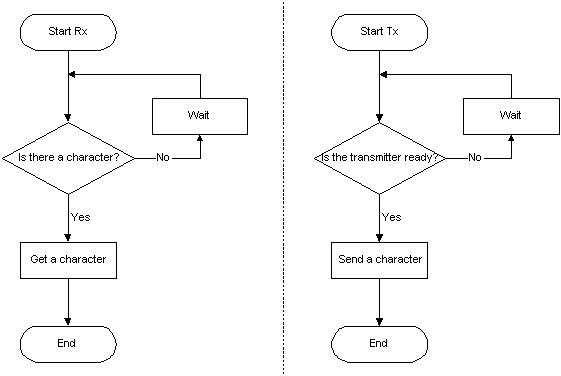 Start Rx
Wait
Is there a character?
No
Yes
Get a character
End
Start Tx
Wait
Is the transmitter ready?
No
Yes
Send a character
End